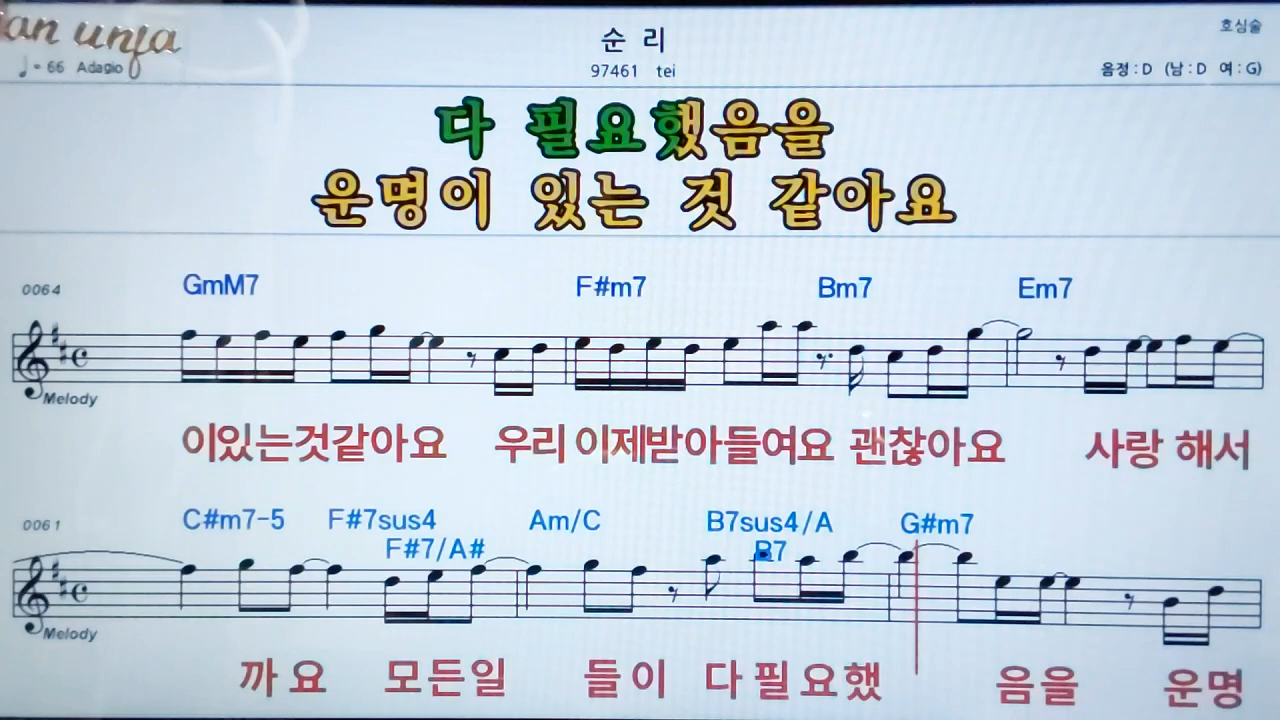 an unja
순 리
호심술
♩= 66 Adagio
97461 tei
음정 : D (남 : D 여 : G)
다 필요했음을
운명이 있는 것 같아요
0064
GmM7 F#m7 Bm7 Em7
Melody
이있는것같아요 우리 이제받아들여요 괜찮아요 사랑 해서
0061
C#m7-5 F#7sus4 Am/C B7sus4/A G#m7
F#7/A# B7
Melody
까 요 모든일 들이 다필요했 음을 운명